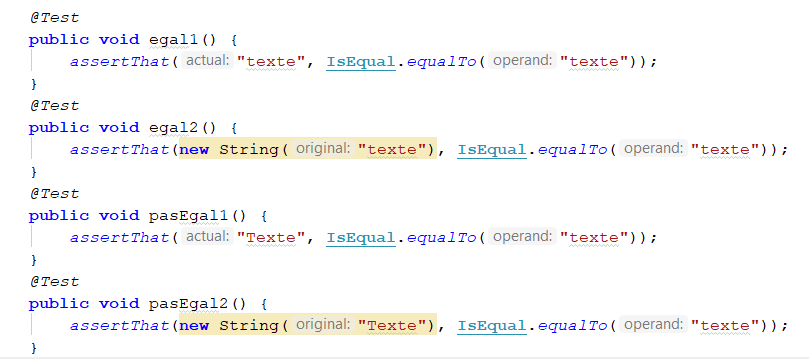 @Test
public void egal1() {
assertThat( actual: "texte", IsEqual.equalTo( operand: "texte"));
}
@Test
public void egal2() {
assertThat(new String( original: "texte"), IsEqual.equalTo( operand: "texte"));
}
@Test
public void pasEgal1() {
assertThat( actual: "Texte", IsEqual.equalTo( operand: "texte"));
}
@Test
public void pasEgal2() {
assertThat(new String( original: "Texte"), IsEqual.equalTo( operand: "texte"));
}